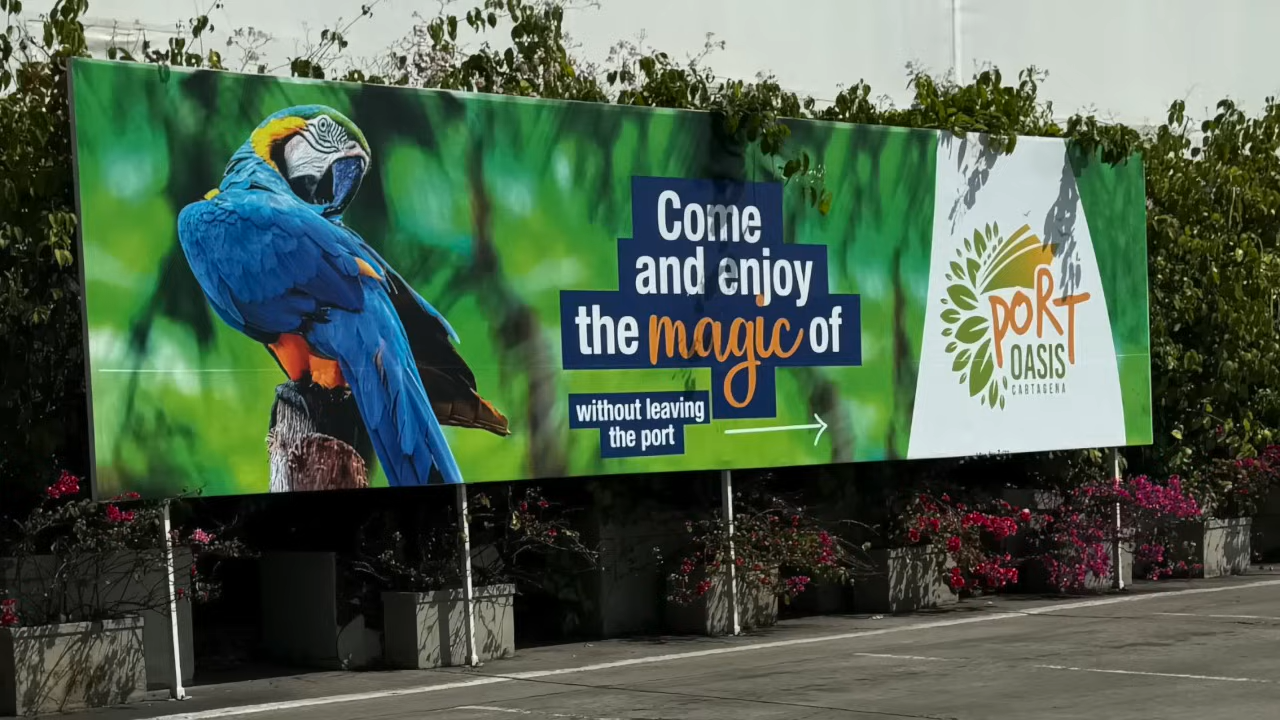 Come
and enjoy
the magic of
without leaving
the port
PORT
OASIS
CARTAGENA